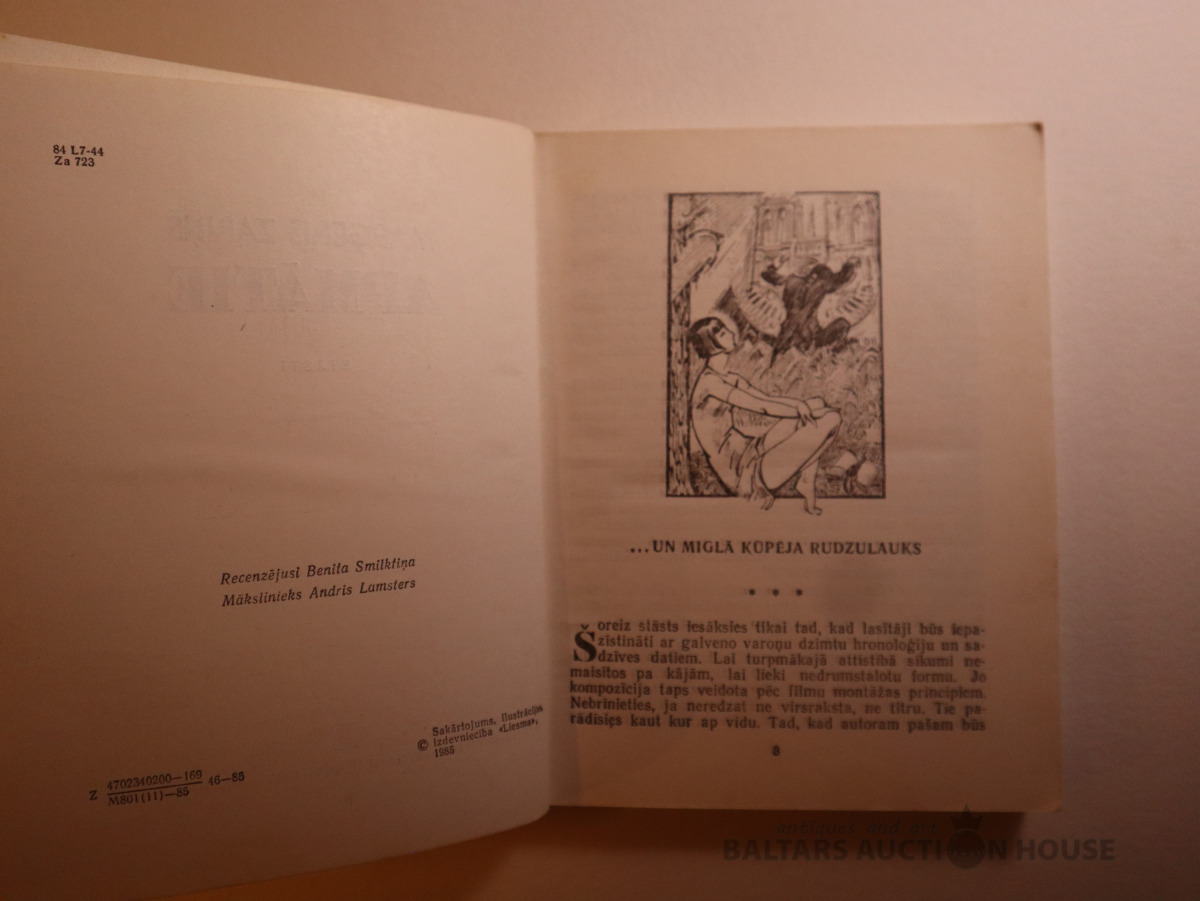 84 L7-44
Za 723
Recenzējusi Benita Smilktiņa
Mākslinieks Andris Lamsters
Sakārtojums, ilustrācijas
© Izdevniecība «Liesma»,
1985
Z 4702340200—169 46—85
M801(11)—85
...UN MIGLĀ KŪPĒJA RUDZULAUKS
Šoreiz stāsts iesāksies tikai tad, kad lasītāji būs iepa-
zīstināti ar galveno varoņu dzimtu hronoloģiju un sa-
dzīves datiem. Lai turpmākajā attīstībā sīkumi ne-
maisītos pa kājām, lai lieki nedrumstalotu formu. Jo
kompozīcija taps veidota pēc filmu montāžas principiem.
Nebrīnieties, ja neredzat ne virsraksta, ne titru. Tie pa-
rādīsies kaut kur ap vidu. Tad, kad autoram pašam būs
antiques and art
BALTARS AUCTION HOUSE